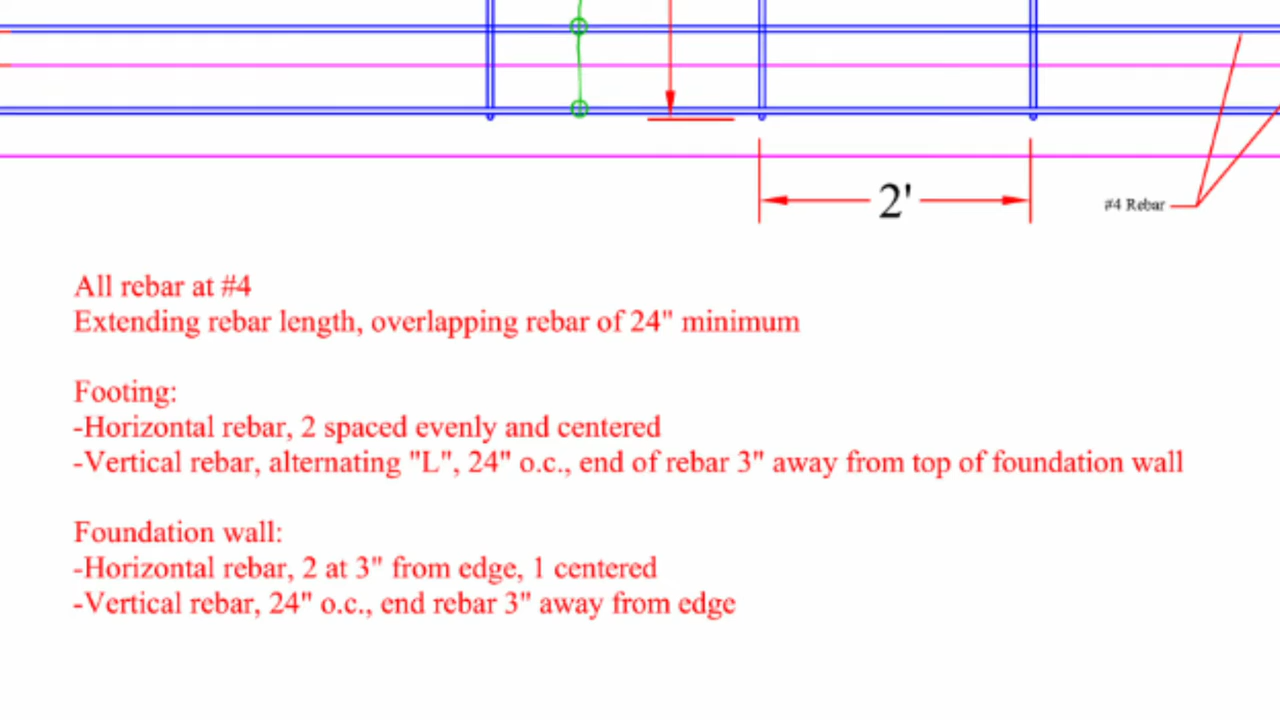 2'
#4 Rebar
All rebar at #4
Extending rebar length, overlapping rebar of 24" minimum
Footing:
-Horizontal rebar, 2 spaced evenly and centered
-Vertical rebar, alternating "L", 24" o.c., end of rebar 3" away from top of foundation wall
Foundation wall:
-Horizontal rebar, 2 at 3" from edge, 1 centered
-Vertical rebar, 24" o.c., end rebar 3" away from edge